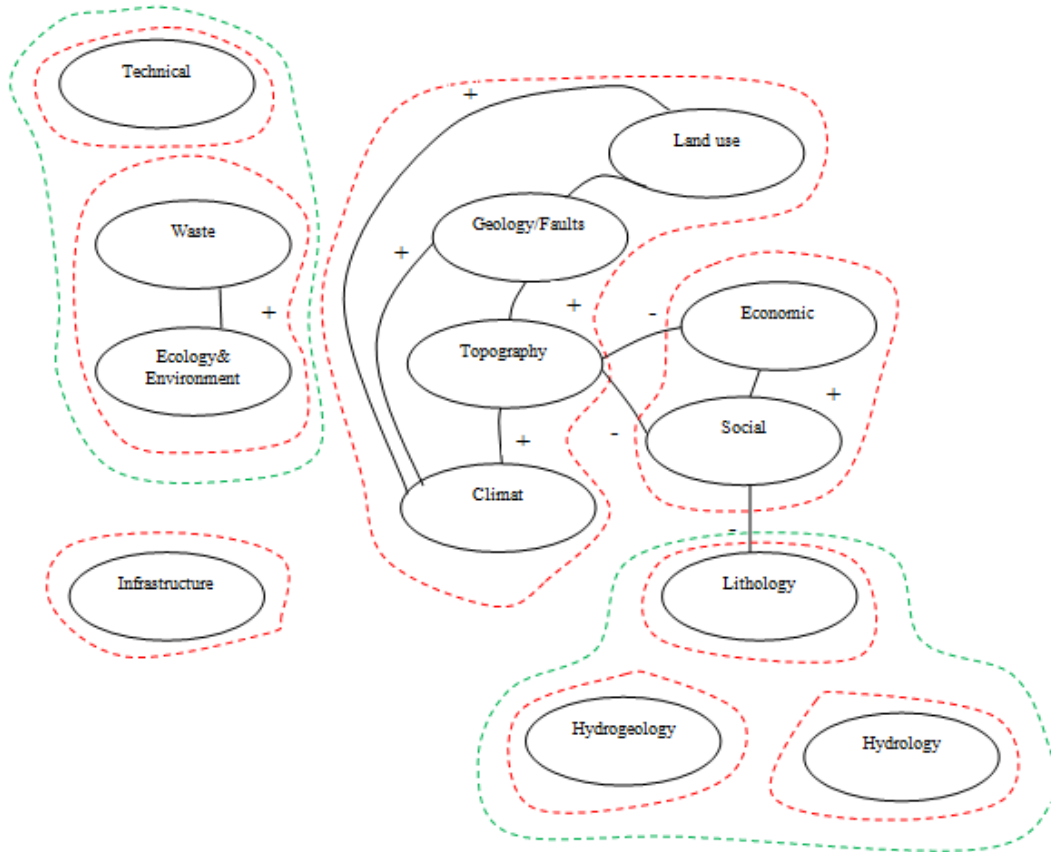 Technical
+
Land use
Waste
Geology/Faults
+
+
+
-
Economic
Ecology&
Environment
Topography
+
-
Social
+
Climat
-
Infrastructure
Lithology
Hydrogeology
Hydrology